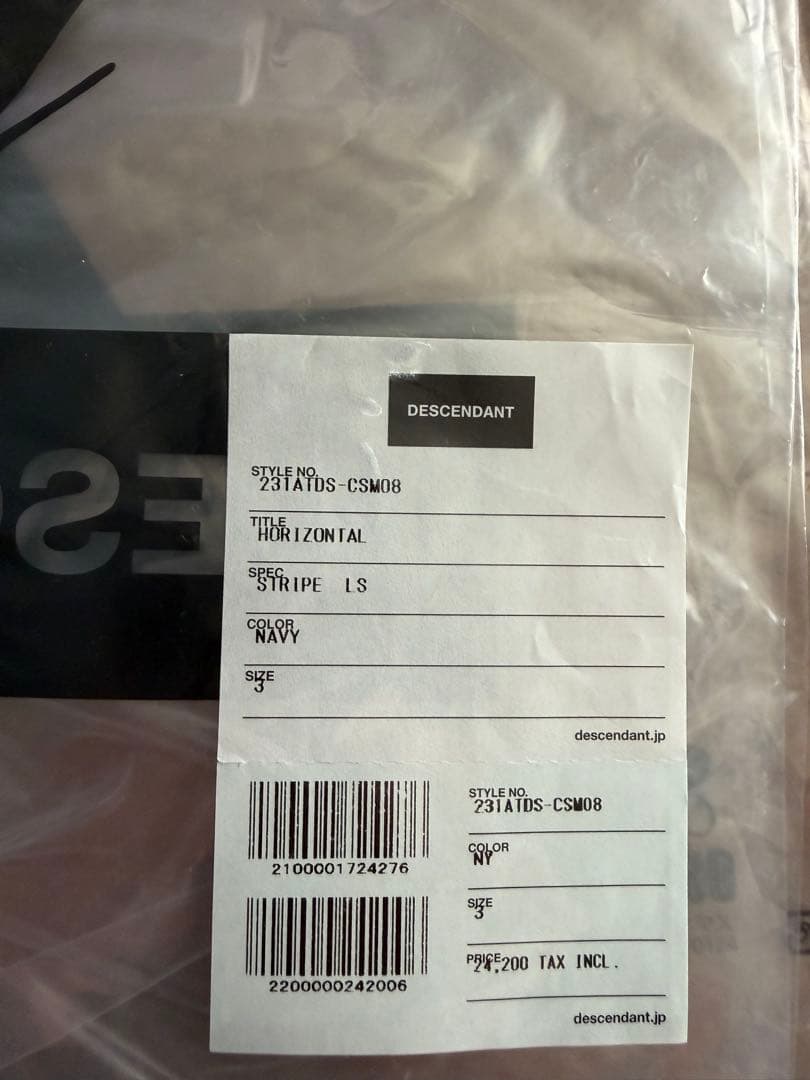 DESCENDANT
STYLE NO.
231ATDS-CSM08
TITLE
HORIZONTAL
SPEC
STRIPE LS
COLOR
NAVY
SIZE
3
descendant.jp
2100001724276
2200000242006
STYLE NO.
231ATDS-CSM08
COLOR
NY
SIZE
3
PRICE
24,200 TAX INCL.
descendant.jp